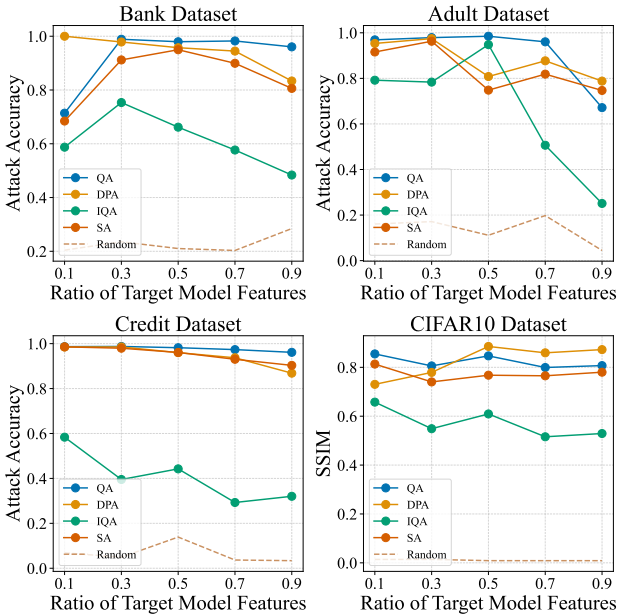 Bank Dataset
Attack Accuracy
1.0
0.8
0.6
0.4
0.2
QA
DPA
IQA
SA
Random
0.1 0.3 0.5 0.7 0.9
Ratio of Target Model Features
Adult Dataset
Attack Accuracy
1.0
0.8
0.6
0.4
0.2
0.0
QA
DPA
IQA
SA
Random
0.1 0.3 0.5 0.7 0.9
Ratio of Target Model Features
Credit Dataset
Attack Accuracy
1.0
0.8
0.6
0.4
0.2
0.0
QA
DPA
IQA
SA
Random
0.1 0.3 0.5 0.7 0.9
Ratio of Target Model Features
CIFAR10 Dataset
SSIM
0.8
0.6
0.4
0.2
0.0
QA
DPA
IQA
SA
Random
0.1 0.3 0.5 0.7 0.9
Ratio of Target Model Features